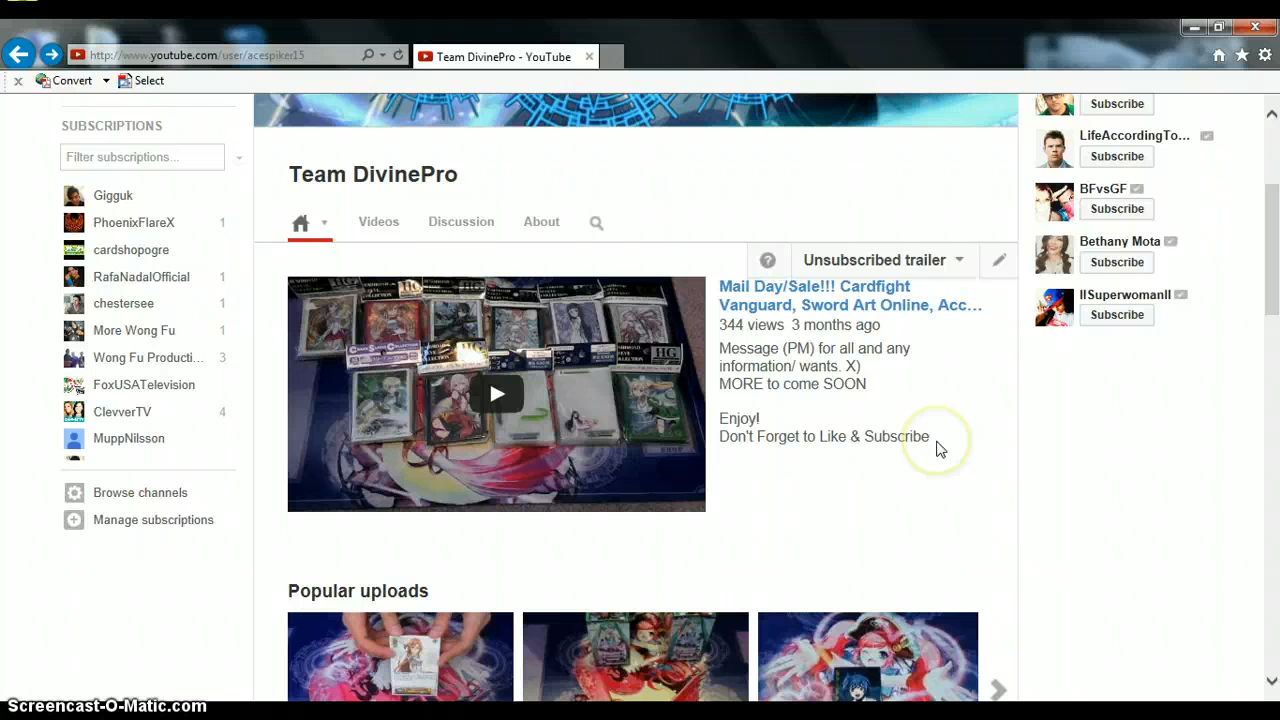 http://www.youtube.com/user/acespiker15
Team DivinePro - YouTube
x Convert Select
SUBSCRIPTIONS
Filter subscriptions...
Gigguk
PhoenixFlareX 1
cardshopogre
RafaNadalOfficial 1
chestersee 1
More Wong Fu 1
Wong Fu Producti... 3
FoxUSATelevision
ClevverTV 4
MuppNilsson
Browse channels
Manage subscriptions
Team DivinePro
Videos Discussion About
? Unsubscribed trailer
Mail Day/Sale!!! Cardfight
Vanguard, Sword Art Online, Acc...
344 views 3 months ago
Message (PM) for all and any
information/ wants. X)
MORE to come SOON
Enjoy!
Don't Forget to Like & Subscribe
Popular uploads
Subscribe
LifeAccordingTo...
Subscribe
BFvsGF
Subscribe
Bethany Mota
Subscribe
IISuperwomanII
Subscribe
Screencast-O-Matic.com